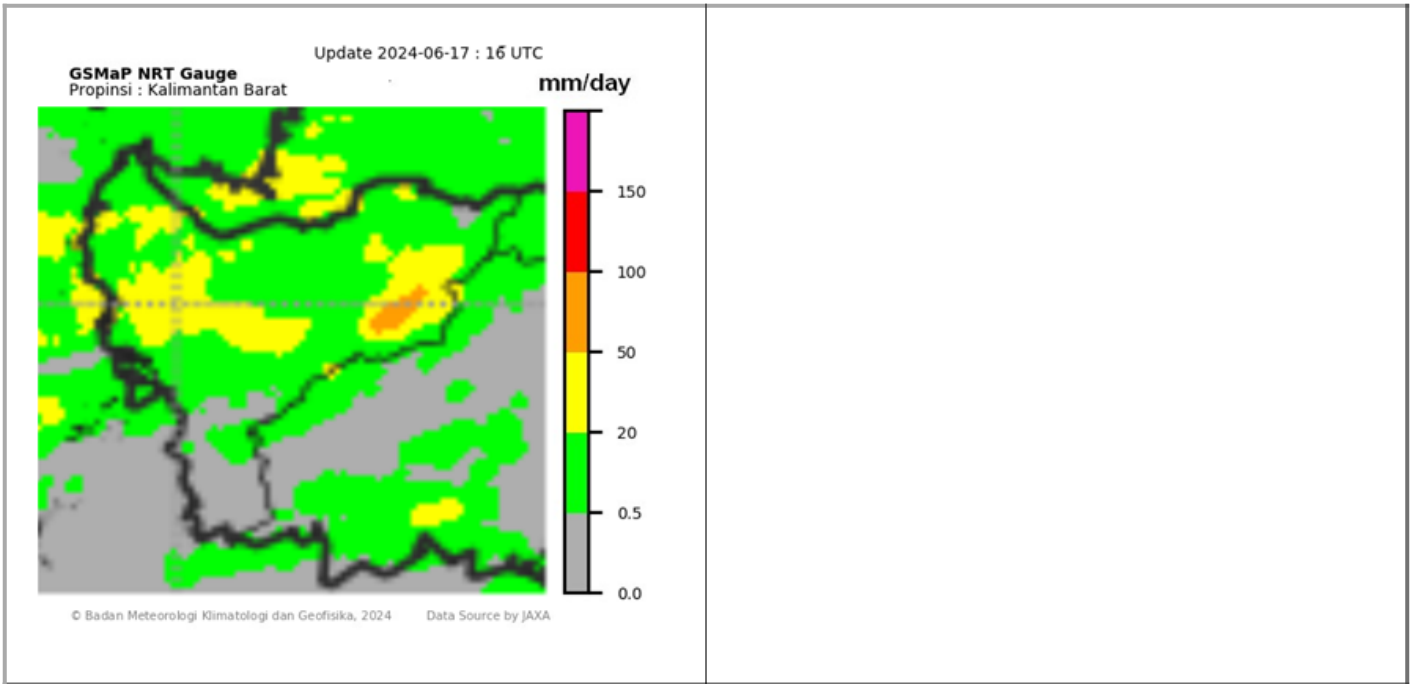 Update 2024-06-17 : 16 UTC
GSMaP NRT Gauge
Propinsi : Kalimantan Barat
mm/day
150
100
50
20
0.5
0.0
© Badan Meteorologi Klimatologi dan Geofisika, 2024
Data Source by JAXA